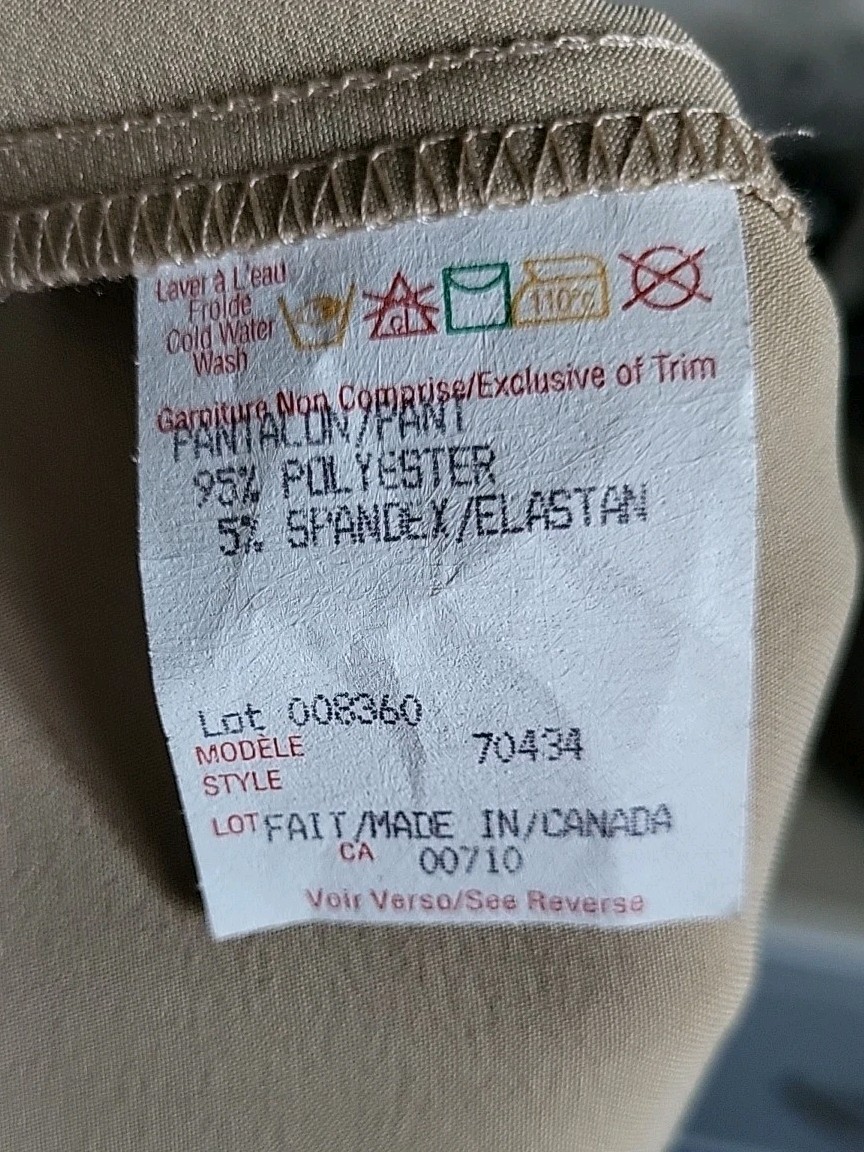 Laver à L'eau
Froide
Cold Water
Wash
cl
110°c
Garniture Non Comprise/Exclusive of Trim
PANTALON/PANT
95% POLYESTER
5% SPANDEX/ELASTAN
Lot 008360
MODÈLE 70434
STYLE
LOT FAIT/MADE IN/CANADA
CA 00710
Voir Verso/See Reverse